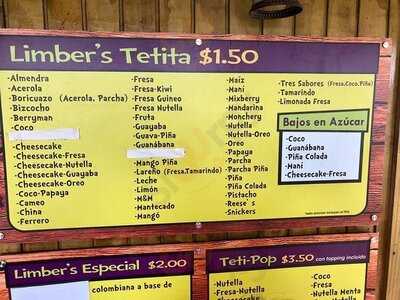 Limber's Tetita $1.50
-Almendra
-Acerola
-Boricuazo (Acerola, Parcha)
-Bizcocho
-Berryman
-Coco
-Cheesecake
-Cheesecake-Fresa
-Cheesecake-Nutella
-Cheesecake-Guayaba
-Cheesecake-Oreo
-Coco-Papaya
-Cameo
-China
-Ferrero
-Fresa
-Fresa-Kiwi
-Fresa Guineo
-Fresa Nutella
-Fruta
-Guayaba
-Guava-Piña
-Guanábana
-Mango Piña
-Lareño (Fresa,Tamarindo)
-Leche
-Limón
-M&M
-Mantecado
-Mangó
-Maíz
-Maní
-Mixberry
-Mandarina
-Monchery
-Nutella
-Nutella-Oreo
-Oreo
-Papaya
-Parcha
-Parcha Piña
-Piña
-Piña Colada
-Pistacho
-Reese´s
-Snickers
-Tres Sabores (Fresa,Coco,Piña)
-Tamarindo
-Limonada Fresa
Bajos en Azúcar
-Coco
-Guanábana
-Piña Colada
-Maní
-Cheesecake-Fresa
Limber's Especial $2.00
colombiana a base de
Teti-Pop $3.50 con topping incluido
-Nutella
-Fresa-Nutella
-Coco
-Fresa
-Nutella Menta